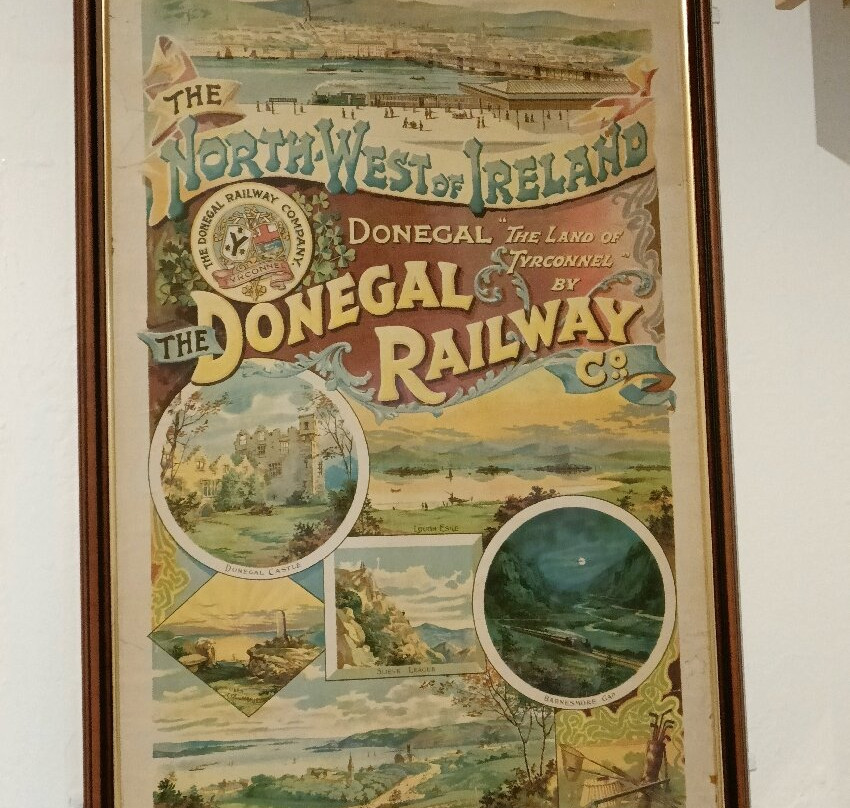 THE
NORTH-WEST OF IRELAND
THE DONEGAL RAILWAY COMPANY.
TYRCONNEL
DONEGAL "THE LAND OF
TYRCONNEL"
BY
THE DONEGAL
RAILWAY
Co.
LOUGH ESKE
DONEGAL CASTLE
SLIEVE LEAGUE
BARNESMORE GAP